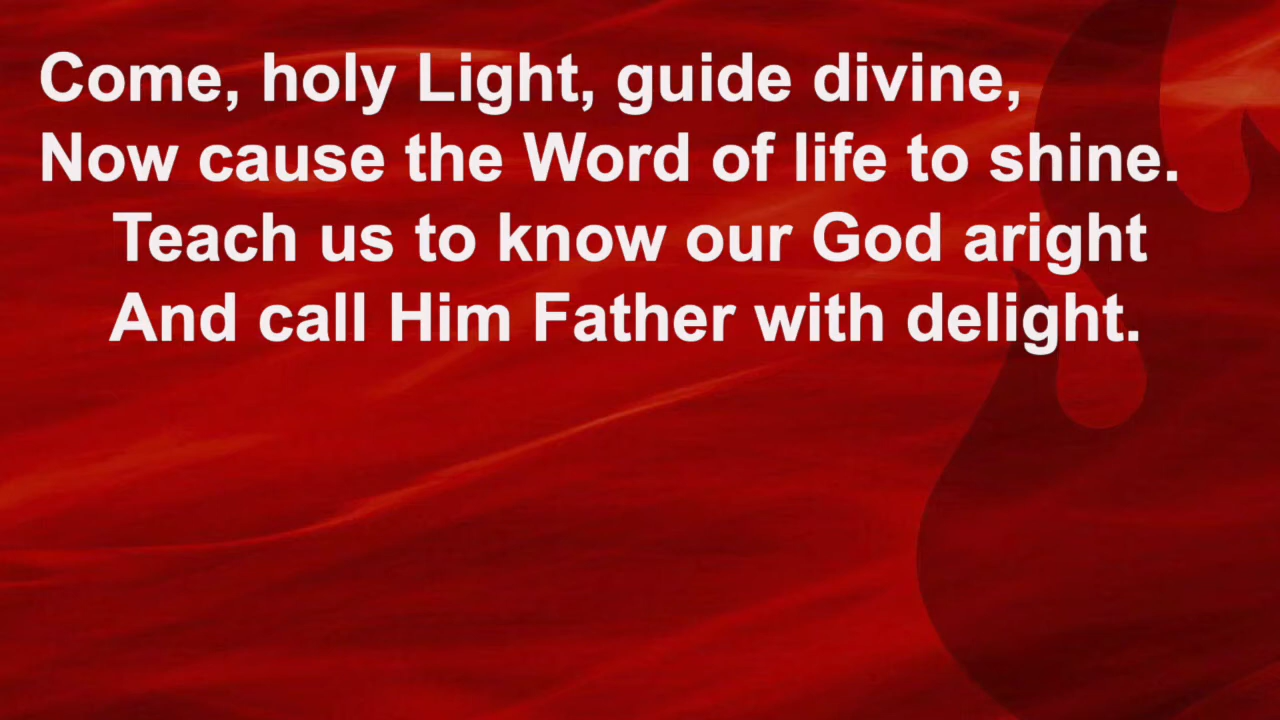 Come, holy Light, guide divine,
Now cause the Word of life to shine.
Teach us to know our God aright
And call Him Father with delight.